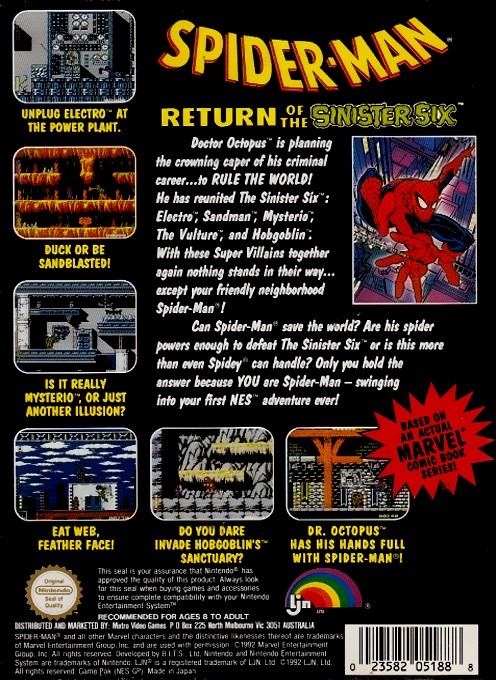 SPIDER-MAN®
RETURN OF THE SINISTER SIX™
UNPLUG ELECTRO™ AT
THE POWER PLANT.
DUCK OR BE
SANDBLASTED!
IS IT REALLY
MYSTERIO™, OR JUST
ANOTHER ILLUSION?
Doctor Octopus™ is planning
the crowning caper of his criminal
career...to RULE THE WORLD!
He has reunited The Sinister Six™:
Electro™, Sandman™, Mysterio™,
The Vulture™, and Hobgoblin™.
With these Super Villains together
again nothing stands in their way...
except your friendly neighborhood
Spider-Man®!
Can Spider-Man® save the world? Are his spider
powers enough to defeat The Sinister Six™ or is this more
than even Spidey® can handle? Only you hold the
answer because YOU are Spider-Man – swinging
into your first NES™ adventure ever!
BASED ON
AN ACTUAL
MARVEL®
COMIC BOOK
SERIES!
EAT WEB,
FEATHER FACE!
DO YOU DARE
INVADE HOBGOBLIN'S™
SANCTUARY?
DR. OCTOPUS™
HAS HIS HANDS FULL
WITH SPIDER-MAN®!
Original
Nintendo
Seal of
Quality
This seal is your assurance that Nintendo® has
approved the quality of this product. Always look
for this seal when buying games and accessories
to ensure complete compatibility with your Nintendo
Entertainment System™
LJN LTD. ®
RECOMMENDED FOR AGES 8 TO ADULT
DISTRIBUTED AND MARKETED BY: Metro Video Games P O Box 225 North Melbourne Vic 3051 AUSTRALIA
SPIDER-MAN® and all other Marvel characters and the distinctive likenesses thereof are trademarks
of Marvel Entertainment Group, Inc. and are used with permission. ©1992 Marvel Entertainment
Group, Inc. All rights reserved. Developed by B.I.T.S. Ltd. Nintendo and Nintendo Entertainment
System are trademarks of Nintendo. LJN® is a registered trademark of LJN, Ltd. ©1992 LJN, Ltd.
All rights reserved. Game Pak (NES GP). Made in Japan
0 23582 05188 8